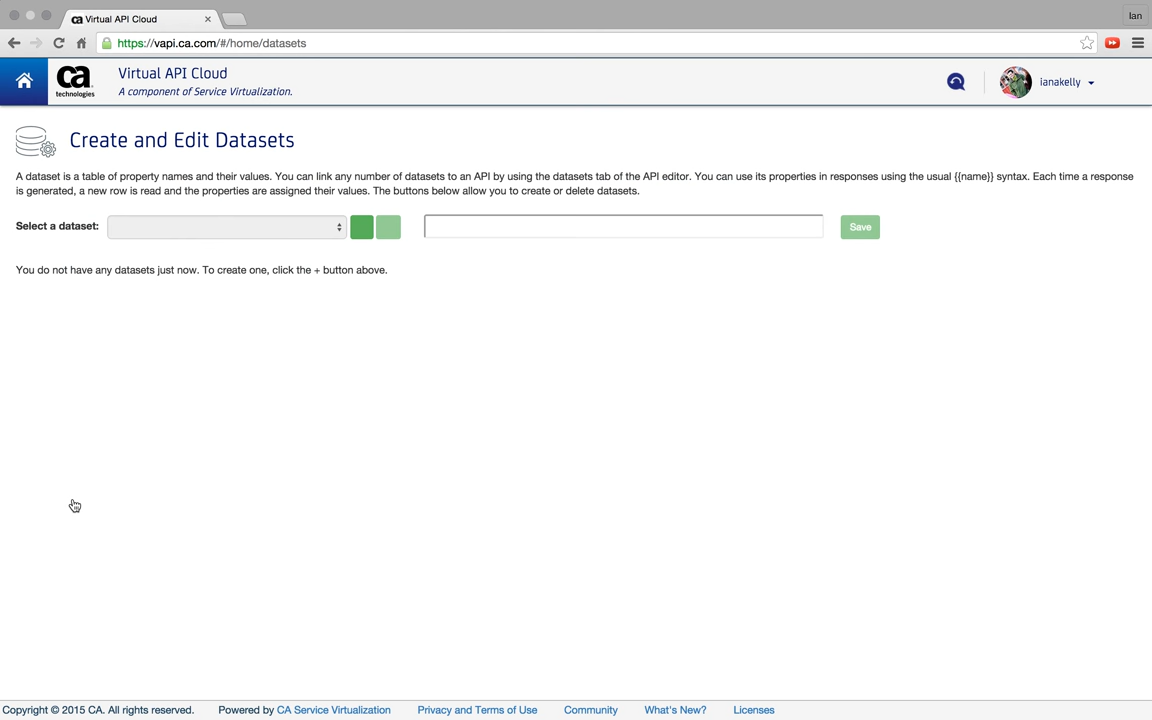 Virtual API Cloud
Ian
https://vapi.ca.com/#/home/datasets
ca
technologies
Virtual API Cloud
A component of Service Virtualization.
ianakelly
Create and Edit Datasets
A dataset is a table of property names and their values. You can link any number of datasets to an API by using the datasets tab of the API editor. You can use its properties in responses using the usual {{name}} syntax. Each time a response
is generated, a new row is read and the properties are assigned their values. The buttons below allow you to create or delete datasets.
Select a dataset:
Save
You do not have any datasets just now. To create one, click the + button above.
Copyright © 2015 CA. All rights reserved. Powered by CA Service Virtualization Privacy and Terms of Use Community What's New? Licenses